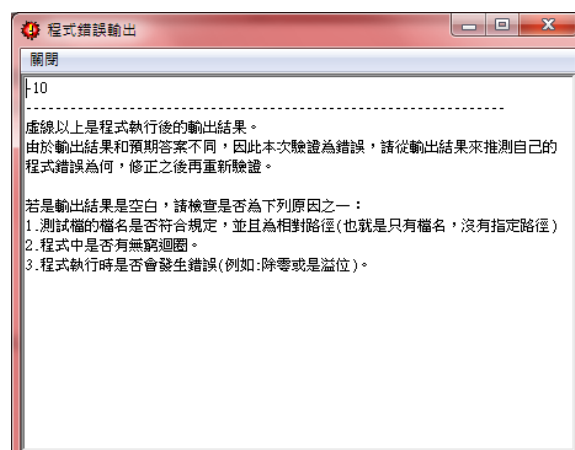 程式錯誤輸出
關閉
-10
--------------------------------------------------------------
虛線以上是程式執行後的輸出結果。
由於輸出結果和預期答案不同，因此本次驗證為錯誤，請從輸出結果來推測自己的
程式錯誤為何，修正之後再重新驗證。
若是輸出結果是空白，請檢查是否為下列原因之一：
1.測試檔的檔名是否符合規定，並且為相對路徑(也就是只有檔名，沒有指定路徑)
2.程式中是否有無窮迴圈。
3.程式執行時是否會發生錯誤(例如:除零或是溢位)。